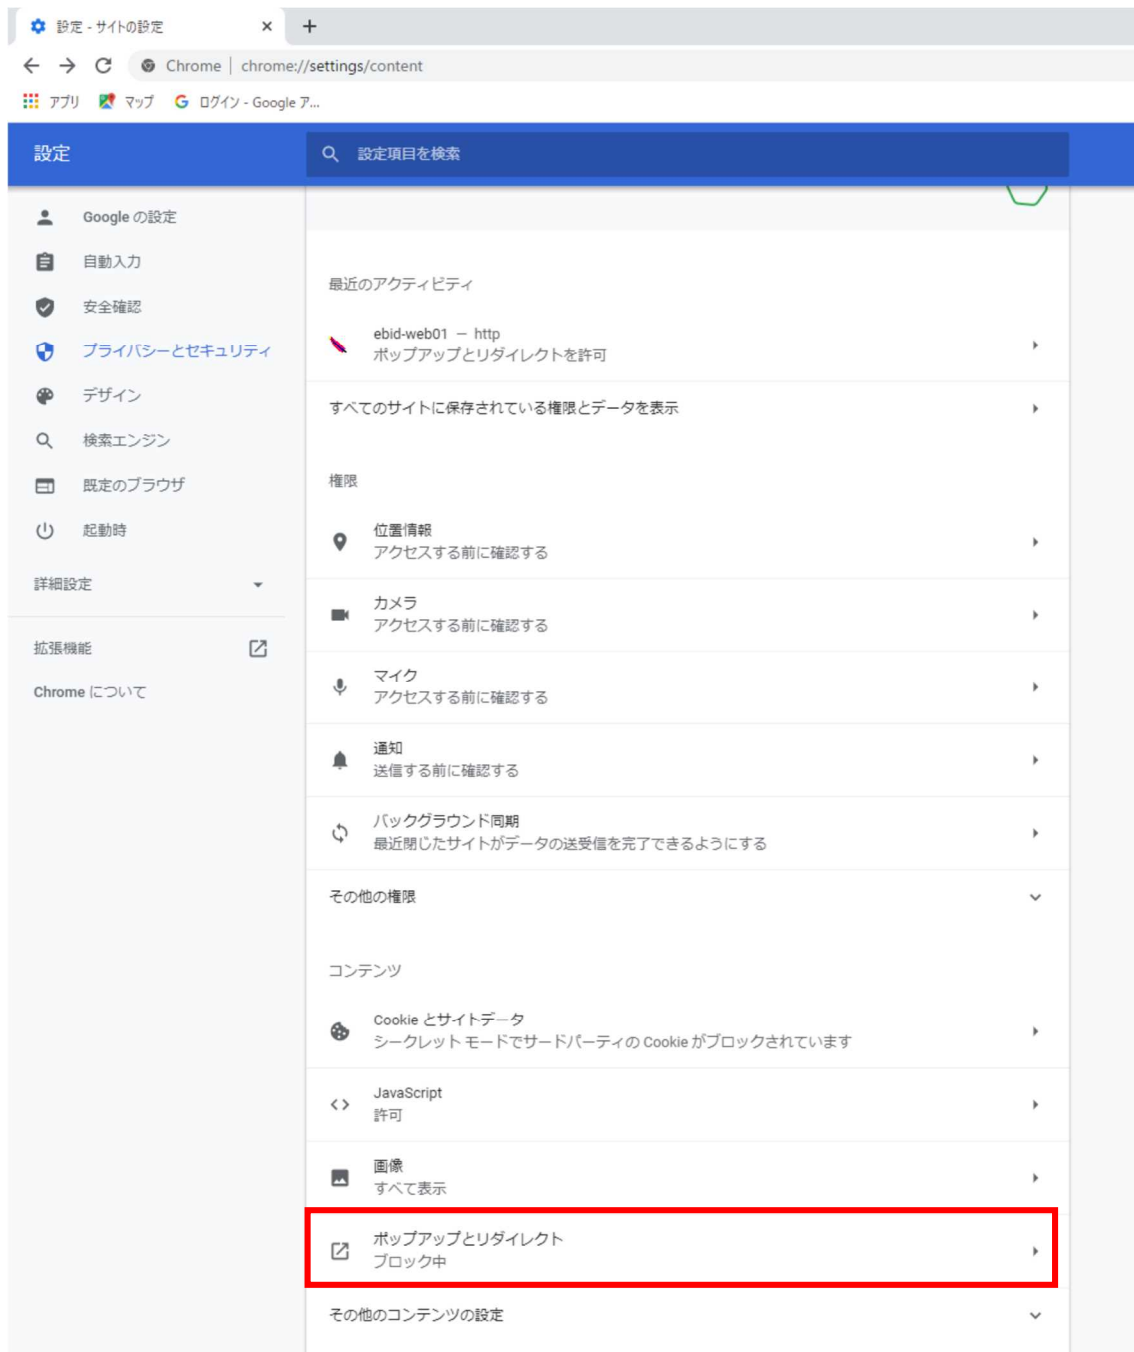 設定 - サイトの設定
Chrome | chrome://settings/content
アプリ マップ ログイン - Google ア...
設定
設定項目を検索
Google の設定
自動入力
安全確認
プライバシーとセキュリティ
デザイン
検索エンジン
既定のブラウザ
起動時
詳細設定
拡張機能
Chrome について
最近のアクティビティ
ebid-web01 — http
ポップアップとリダイレクトを許可
すべてのサイトに保存されている権限とデータを表示
権限
位置情報
アクセスする前に確認する
カメラ
アクセスする前に確認する
マイク
アクセスする前に確認する
通知
送信する前に確認する
バックグラウンド同期
最近閉じたサイトがデータの送受信を完了できるようにする
その他の権限
コンテンツ
Cookie とサイトデータ
シークレット モードでサードパーティの Cookie がブロックされています
JavaScript
許可
画像
すべて表示
ポップアップとリダイレクト
ブロック中
その他のコンテンツの設定